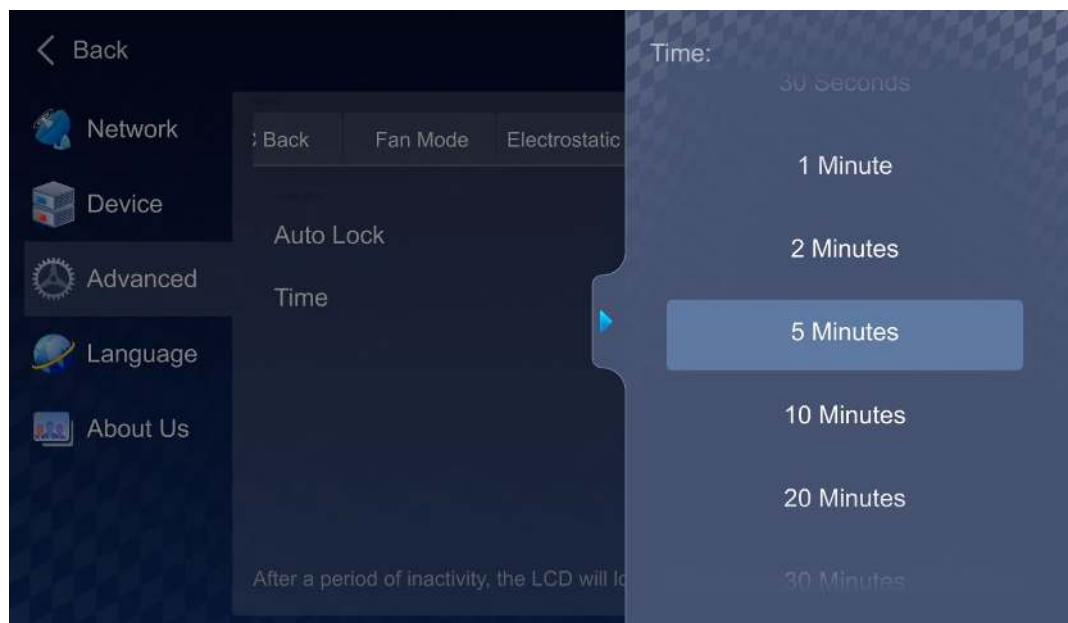 Back
Time:
30 Seconds
Network
Back
Fan Mode
Electrostatic
1 Minute
Device
Auto Lock
2 Minutes
Advanced
Time
5 Minutes
Language
10 Minutes
About Us
20 Minutes
After a period of inactivity, the LCD will
30 Minutes